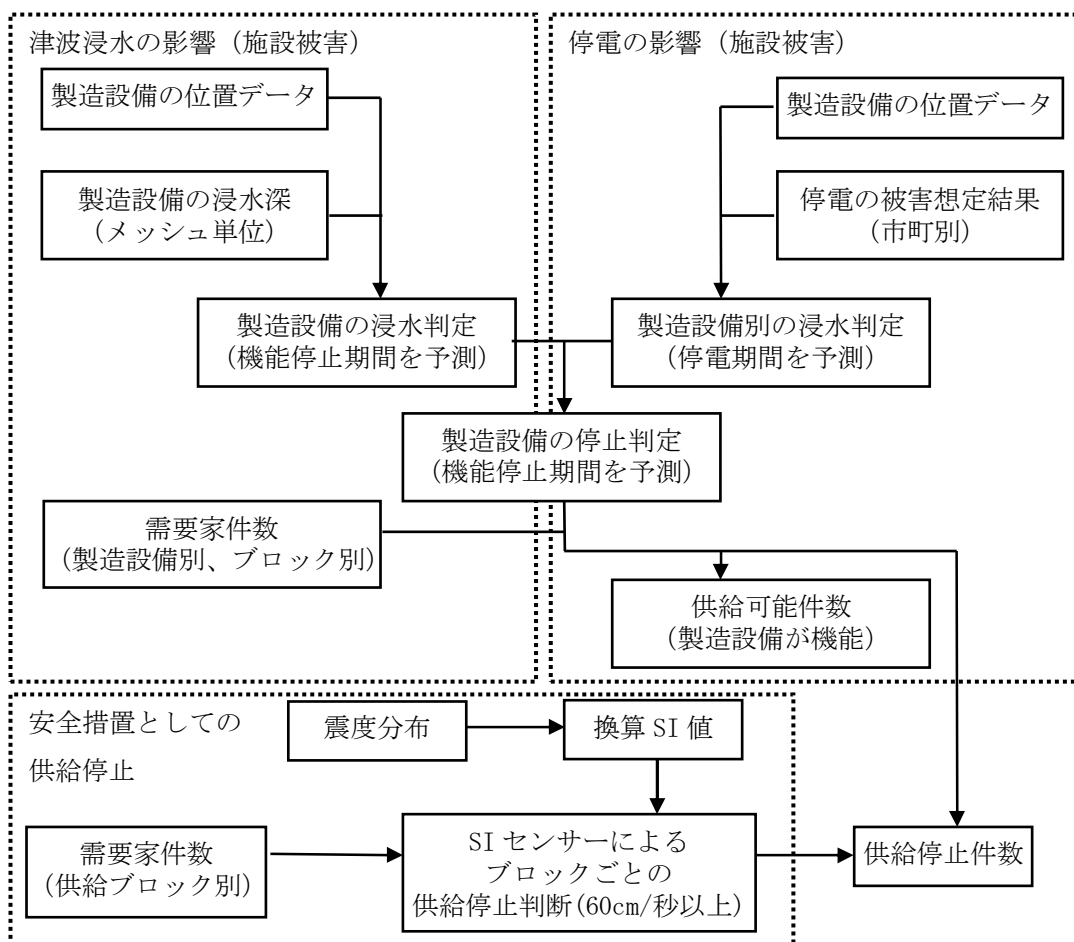 津波浸水の影響（施設被害）
製造設備の位置データ
製造設備の浸水深
（メッシュ単位）
製造設備の浸水判定
（機能停止期間を予測）
停電の影響（施設被害）
製造設備の位置データ
停電の被害想定結果
（市町別）
製造設備別の浸水判定
（停電期間を予測）
製造設備の停止判定
（機能停止期間を予測）
需要家件数
（製造設備別、ブロック別）
供給可能件数
（製造設備が機能）
安全措置としての
供給停止
震度分布
換算 SI 値
需要家件数
（供給ブロック別）
SI センサーによる
ブロックごとの
供給停止判断(60cm/秒以上)
供給停止件数